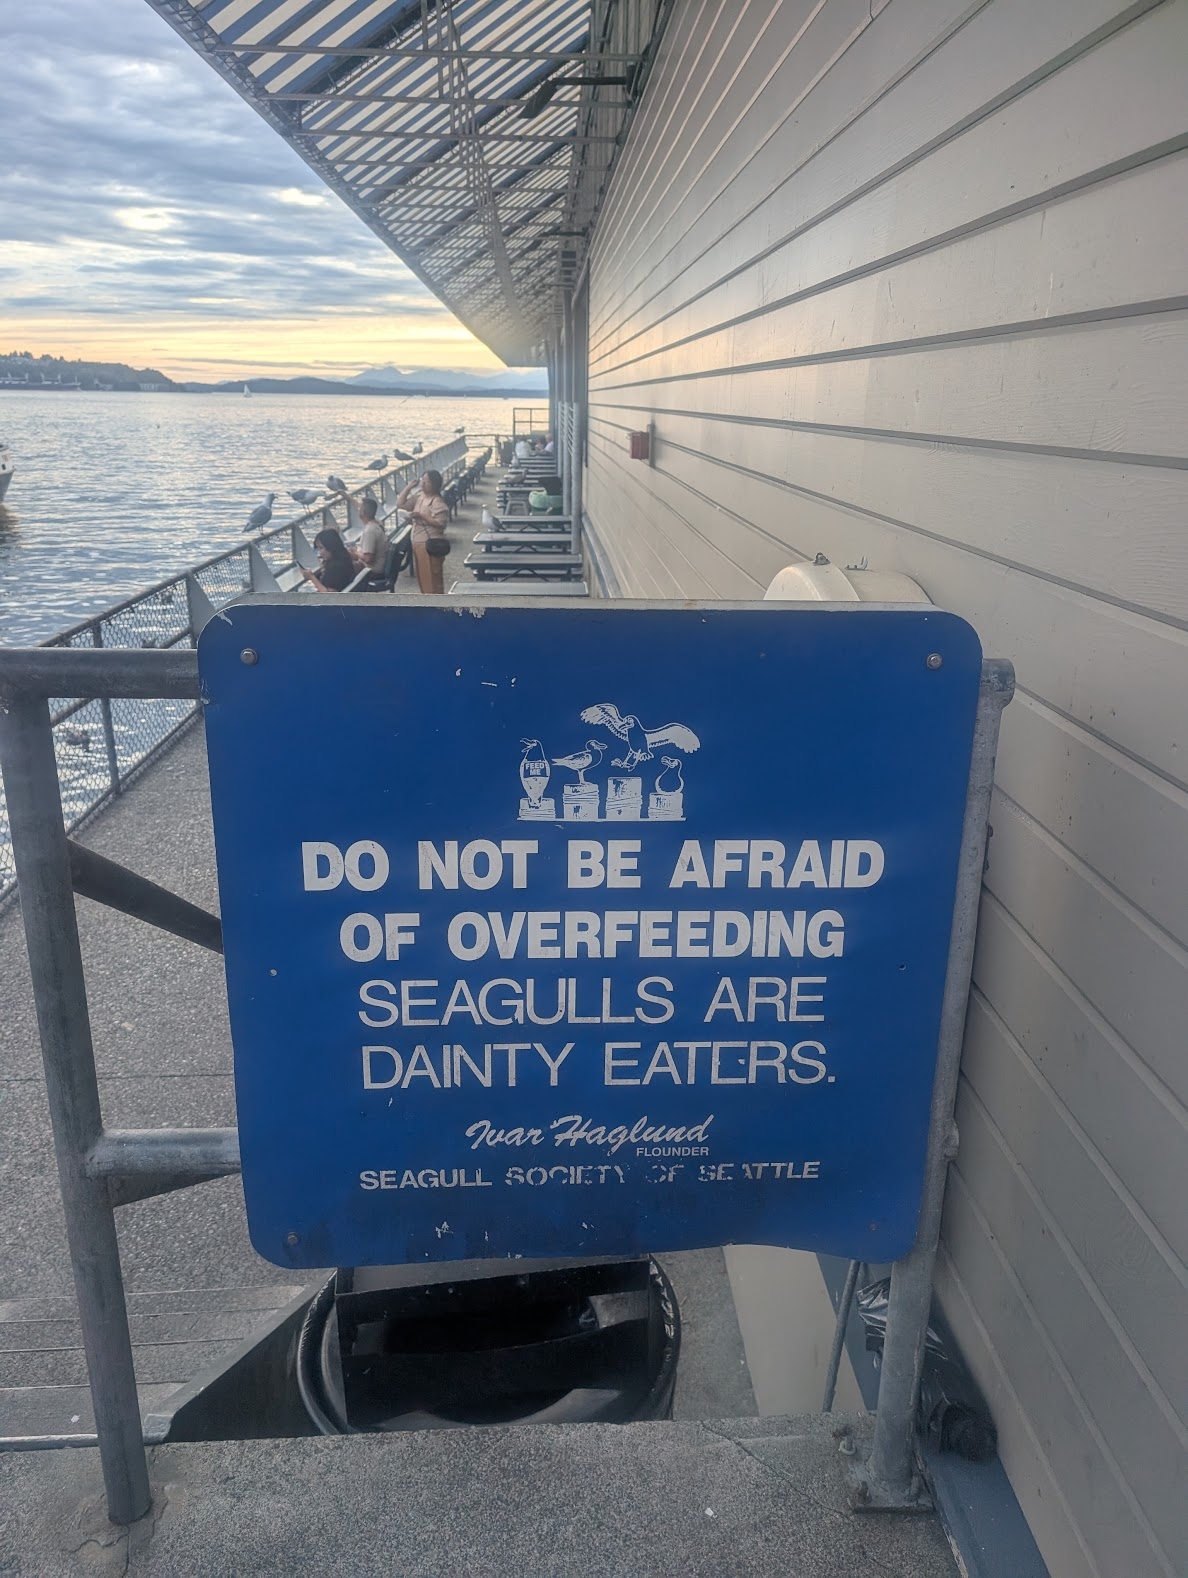 FEED
ME
DO NOT BE AFRAID
OF OVERFEEDING
SEAGULLS ARE
DAINTY EATERS.
Ivar Haglund
FLOUNDER
SEAGULL SOCIETY OF SEATTLE